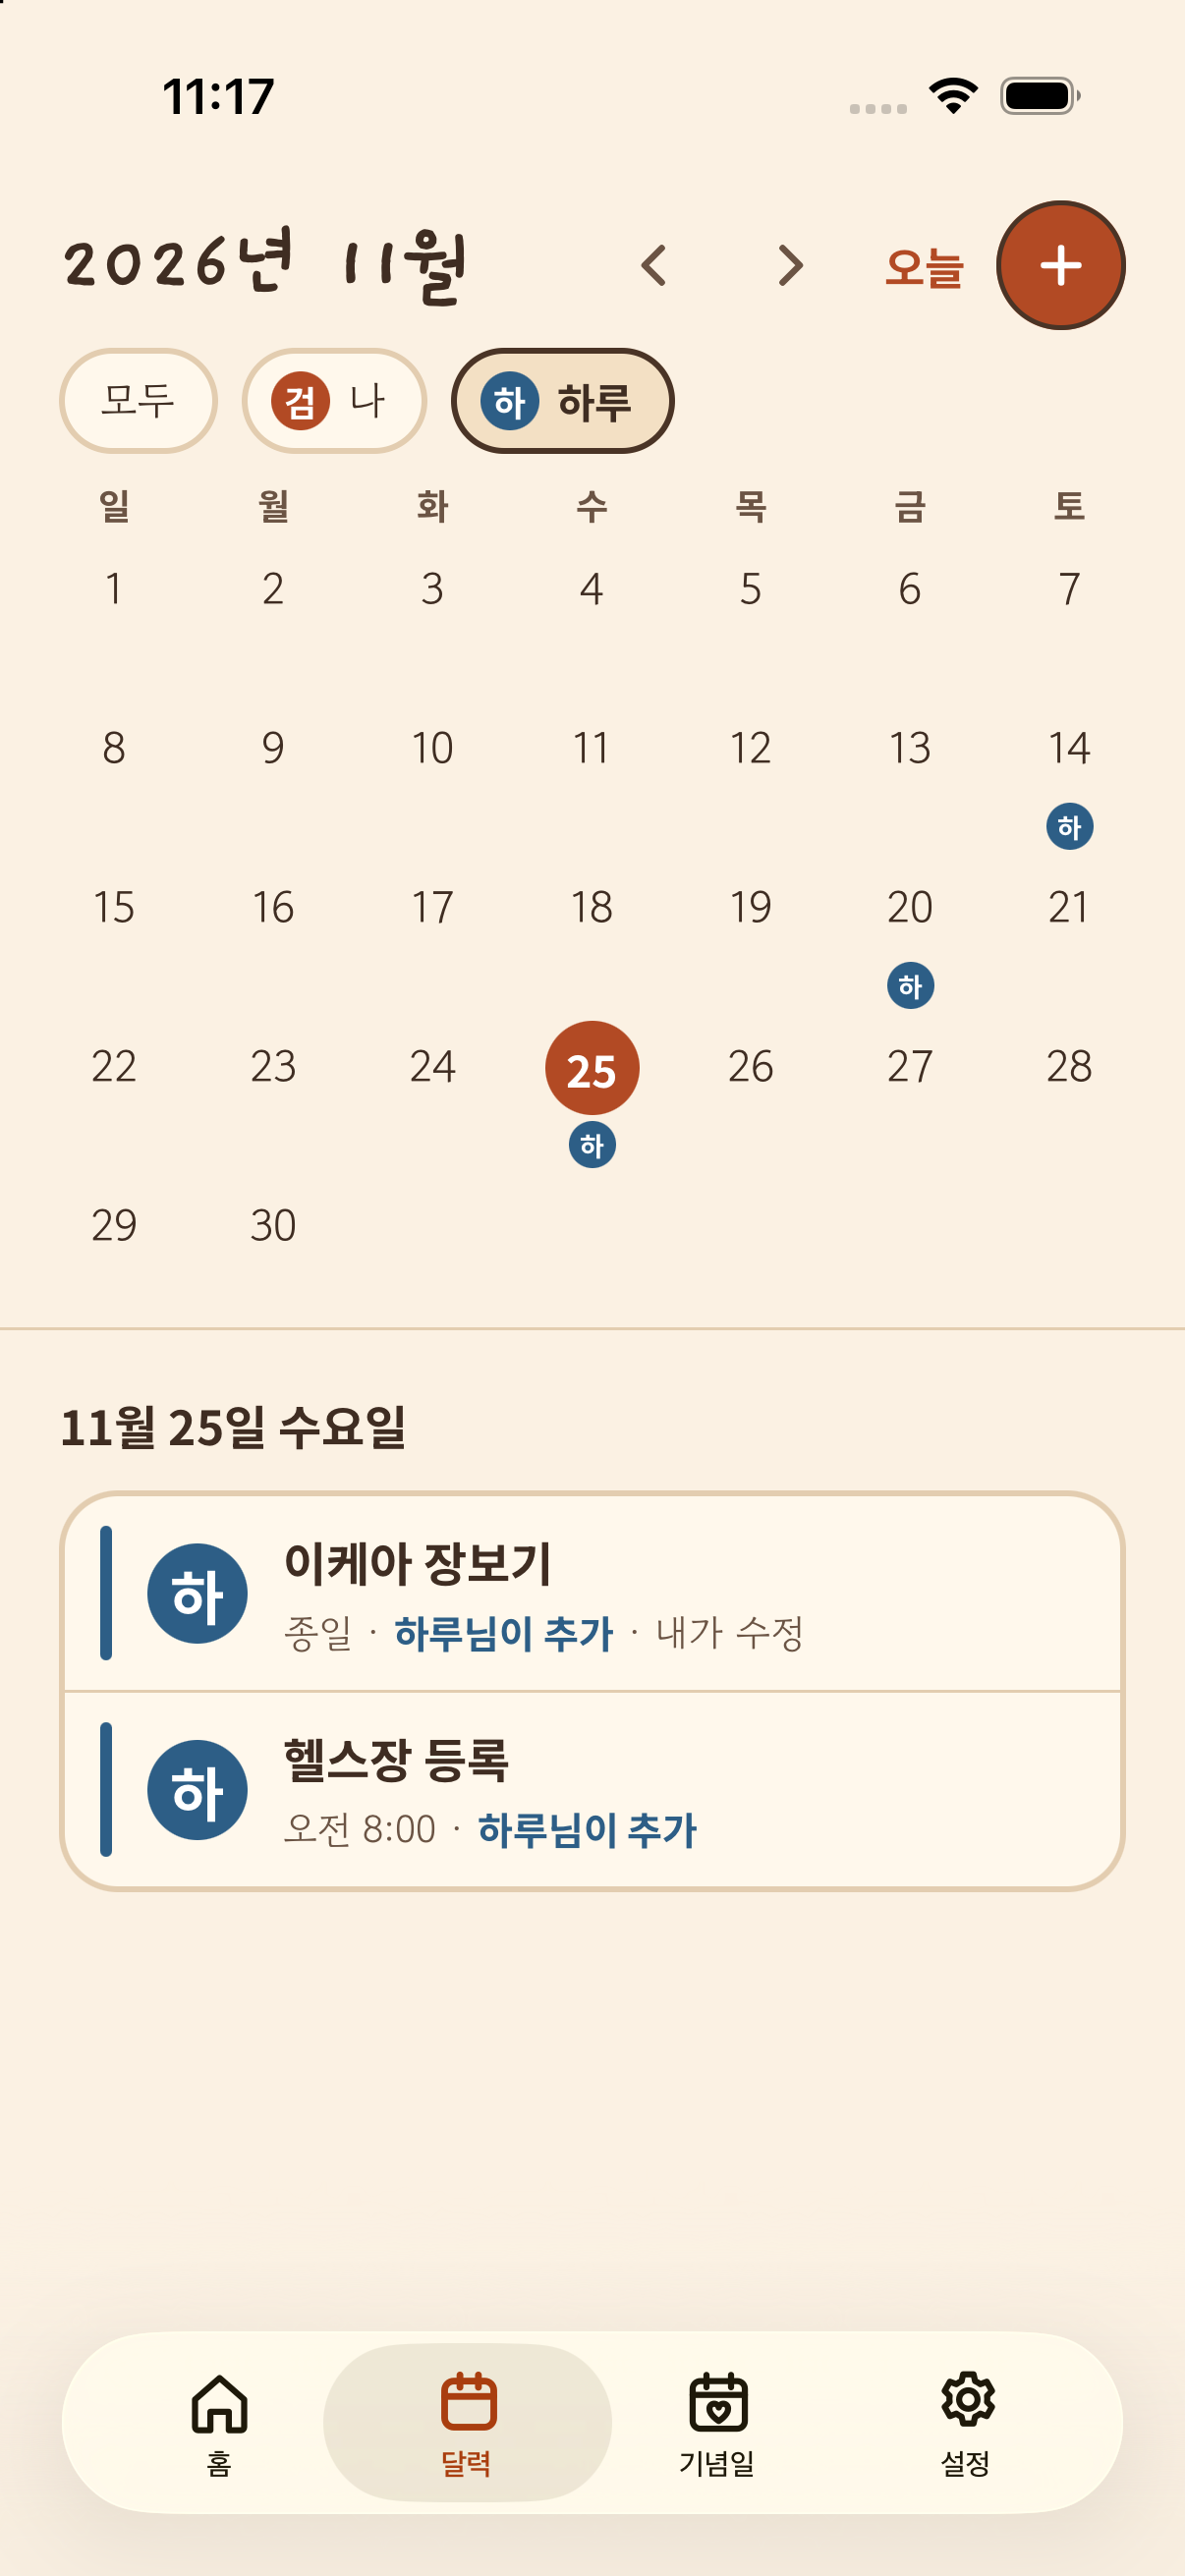 11:17
2026년 11월
오늘
모두 검 나 하 하루
일 월 화 수 목 금 토
1 2 3 4 5 6 7
8 9 10 11 12 13 14
하
15 16 17 18 19 20 21
하
22 23 24 25 26 27 28
하
29 30
11월 25일 수요일
하
이케아 장보기
종일 · 하루님이 추가 · 내가 수정
하
헬스장 등록
오전 8:00 · 하루님이 추가
홈 달력 기념일 설정